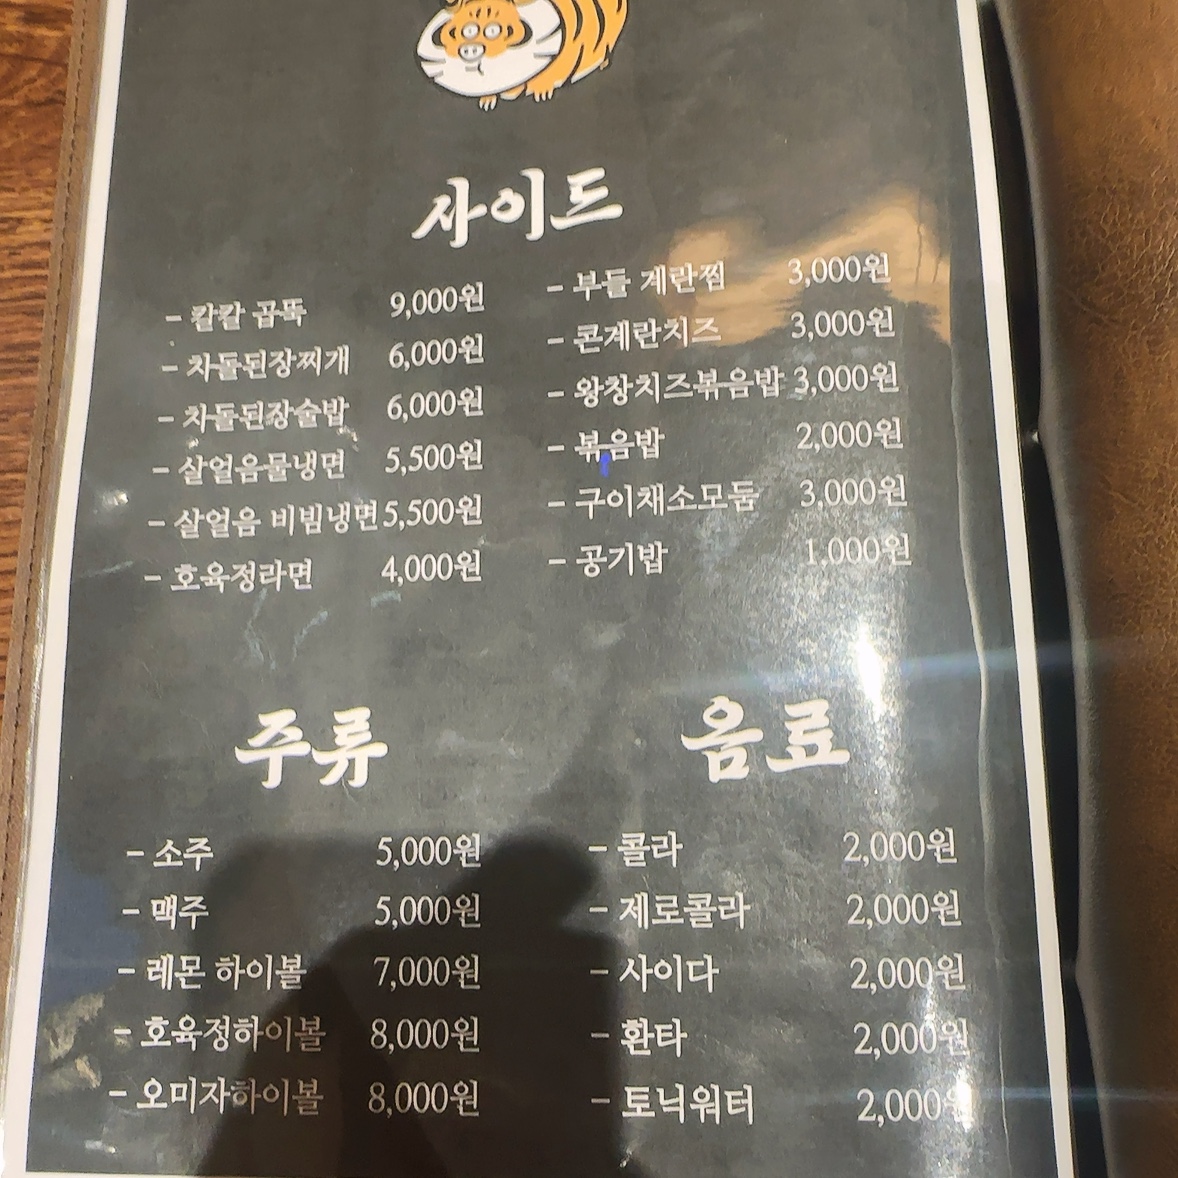 사이드
- 칼칼 곱뚝 9,000원
- 차돌된장찌개 6,000원
- 차돌된장술밥 6,000원
- 살얼음물냉면 5,500원
- 살얼음 비빔냉면 5,500원
- 호육정라면 4,000원
- 부들 계란찜 3,000원
- 콘계란치즈 3,000원
- 왕창치즈볶음밥 3,000원
- 볶음밥 2,000원
- 구이채소모둠 3,000원
- 공기밥 1,000원
주류
- 소주 5,000원
- 맥주 5,000원
- 레몬 하이볼 7,000원
- 호육정하이볼 8,000원
- 오미자하이볼 8,000원
음료
- 콜라 2,000원
- 제로콜라 2,000원
- 사이다 2,000원
- 환타 2,000원
- 토닉워터 2,000원